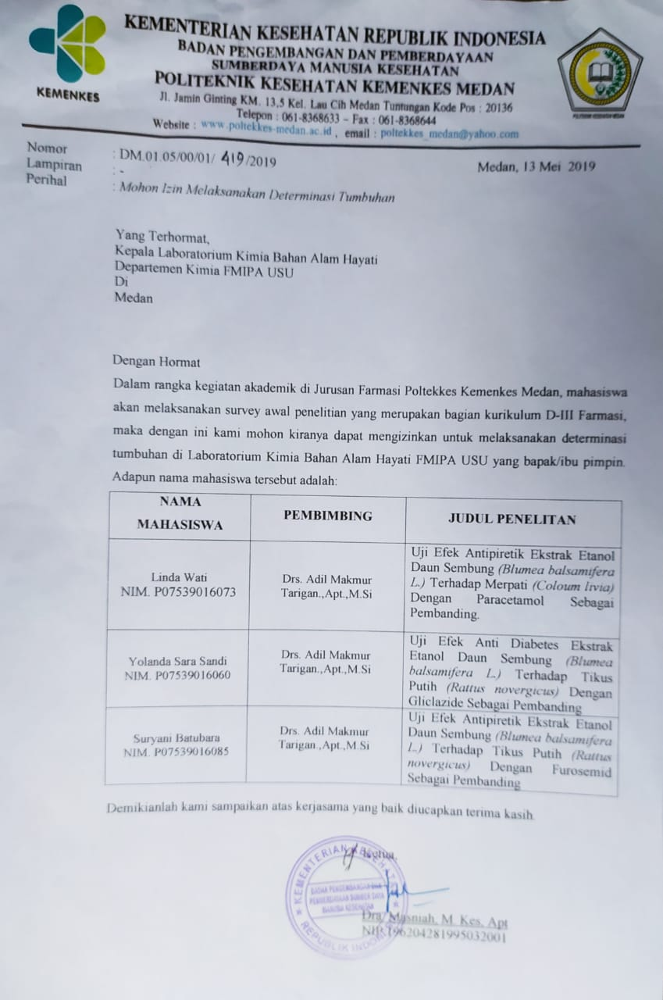 KEMENKES
KEMENTERIAN KESEHATAN REPUBLIK INDONESIA
BADAN PENGEMBANGAN DAN PEMBERDAYAAN
SUMBERDAYA MANUSIA KESEHATAN
POLITEKNIK KESEHATAN KEMENKES MEDAN
Jl. Jamin Ginting KM. 13,5 Kel. Lau Cih Medan Tuntungan Kode Pos : 20136
Telepon : 061-8368633 – Fax : 061-8368644
Website : www.poltekkes-medan.ac.id , email : poltekkes_medan@yahoo.com
POLITEKNIK KESEHATAN MEDAN
Nomor : DM.01.05/00/01/ 419 /2019
Medan, 13 Mei 2019
Lampiran : -
Perihal : Mohon Izin Melaksanakan Determinasi Tumbuhan
Yang Terhormat,
Kepala Laboratorium Kimia Bahan Alam Hayati
Departemen Kimia FMIPA USU
Di
Medan
Dengan Hormat
Dalam rangka kegiatan akademik di Jurusan Farmasi Poltekkes Kemenkes Medan, mahasiswa
akan melaksanakan survey awal penelitian yang merupakan bagian kurikulum D-III Farmasi,
maka dengan ini kami mohon kiranya dapat mengizinkan untuk melaksanakan determinasi
tumbuhan di Laboratorium Kimia Bahan Alam Hayati FMIPA USU yang bapak/ibu pimpin.
Adapun nama mahasiswa tersebut adalah:
NAMA
MAHASISWA
PEMBIMBING
JUDUL PENELITAN
Linda Wati
NIM. P07539016073
Drs. Adil Makmur
Tarigan.,Apt.,M.Si
Uji Efek Antipiretik Ekstrak Etanol
Daun Sembung (Blumea balsamifera
L.) Terhadap Merpati (Coloum livia)
Dengan Paracetamol Sebagai
Pembanding.
Yolanda Sara Sandi
NIM. P07539016060
Drs. Adil Makmur
Tarigan.,Apt.,M.Si
Uji Efek Anti Diabetes Ekstrak
Etanol Daun Sembung (Blumea
balsamifera L.) Terhadap Tikus
Putih (Rattus novergicus) Dengan
Gliclazide Sebagai Pembanding
Suryani Batubara
NIM. P07539016085
Drs. Adil Makmur
Tarigan.,Apt.,M.Si
Uji Efek Antipiretik Ekstrak Etanol
Daun Sembung (Blumea balsamifera
L.) Terhadap Tikus Putih (Rattus
novergicus) Dengan Furosemid
Sebagai Pembanding
Demikianlah kami sampaikan atas kerjasama yang baik diucapkan terima kasih.
Ketua,
KEMENTERIAN KESEHATAN
BADAN PENGEMBANGAN DAN
PEMBERDAYAAN SUMBER DAYA
MANUSIA KESEHATAN
REPUBLIK INDONESIA
Dra. Masniah, M. Kes, Apt
NIP. 196204281995032001